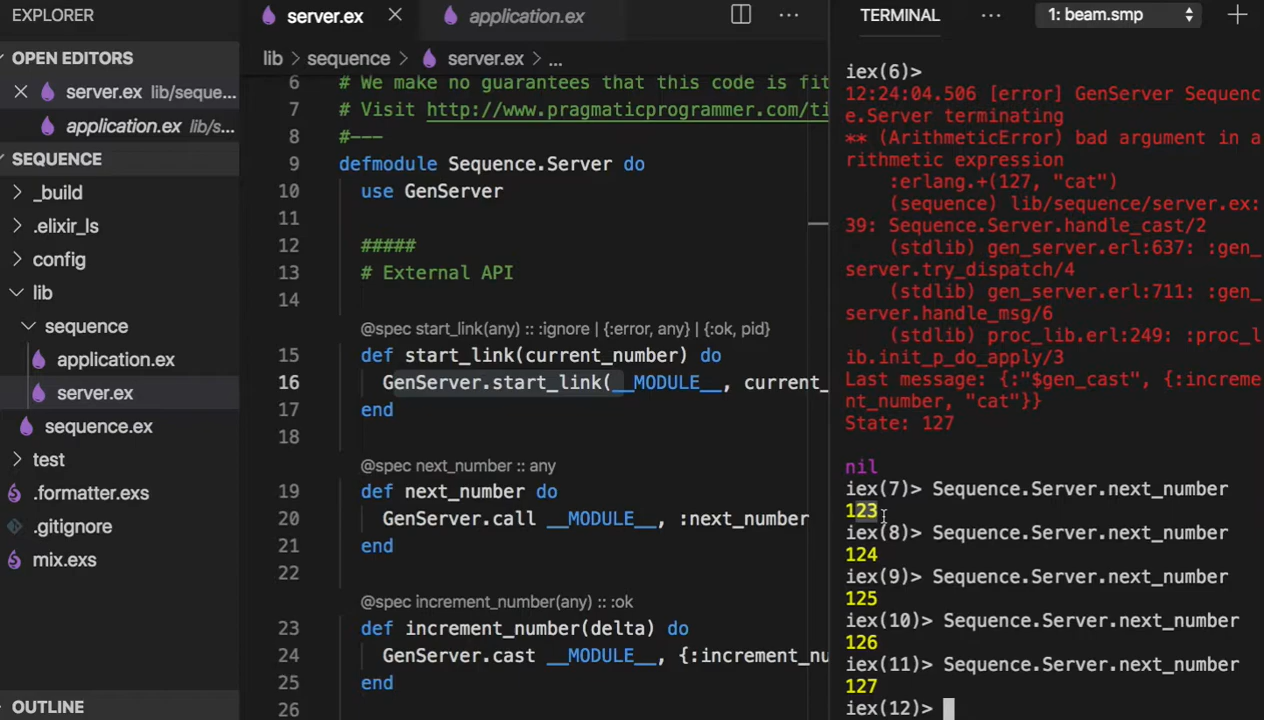 EXPLORER
OPEN EDITORS
server.ex lib/seque...
application.ex lib/s...
SEQUENCE
_build
.elixir_ls
config
lib
sequence
application.ex
server.ex
sequence.ex
test
.formatter.exs
.gitignore
mix.exs
OUTLINE
server.ex
application.ex
lib > sequence > server.ex > ...
6 # We make no guarantees that this code is fit
7 # Visit http://www.pragmaticprogrammer.com/ti
8 #---
9 defmodule Sequence.Server do
10 use GenServer
11
12 #####
13 # External API
14
@spec start_link(any) :: :ignore | {:error, any} | {:ok, pid}
15 def start_link(current_number) do
16 GenServer.start_link(__MODULE__, current_
17 end
18
@spec next_number :: any
19 def next_number do
20 GenServer.call __MODULE__, :next_number
21 end
22
@spec increment_number(any) :: :ok
23 def increment_number(delta) do
24 GenServer.cast __MODULE__, {:increment_nu
25 end
26
TERMINAL
1: beam.smp
iex(6)>
12:24:04.506 [error] GenServer Sequenc
e.Server terminating
** (ArithmeticError) bad argument in a
rithmetic expression
:erlang.+(127, "cat")
(sequence) lib/sequence/server.ex:
39: Sequence.Server.handle_cast/2
(stdlib) gen_server.erl:637: :gen_
server.try_dispatch/4
(stdlib) gen_server.erl:711: :gen_
server.handle_msg/6
(stdlib) proc_lib.erl:249: :proc_l
ib.init_p_do_apply/3
Last message: {:"$gen_cast", {:increme
nt_number, "cat"}}
State: 127
nil
iex(7)> Sequence.Server.next_number
123
iex(8)> Sequence.Server.next_number
124
iex(9)> Sequence.Server.next_number
125
iex(10)> Sequence.Server.next_number
126
iex(11)> Sequence.Server.next_number
127
iex(12)>